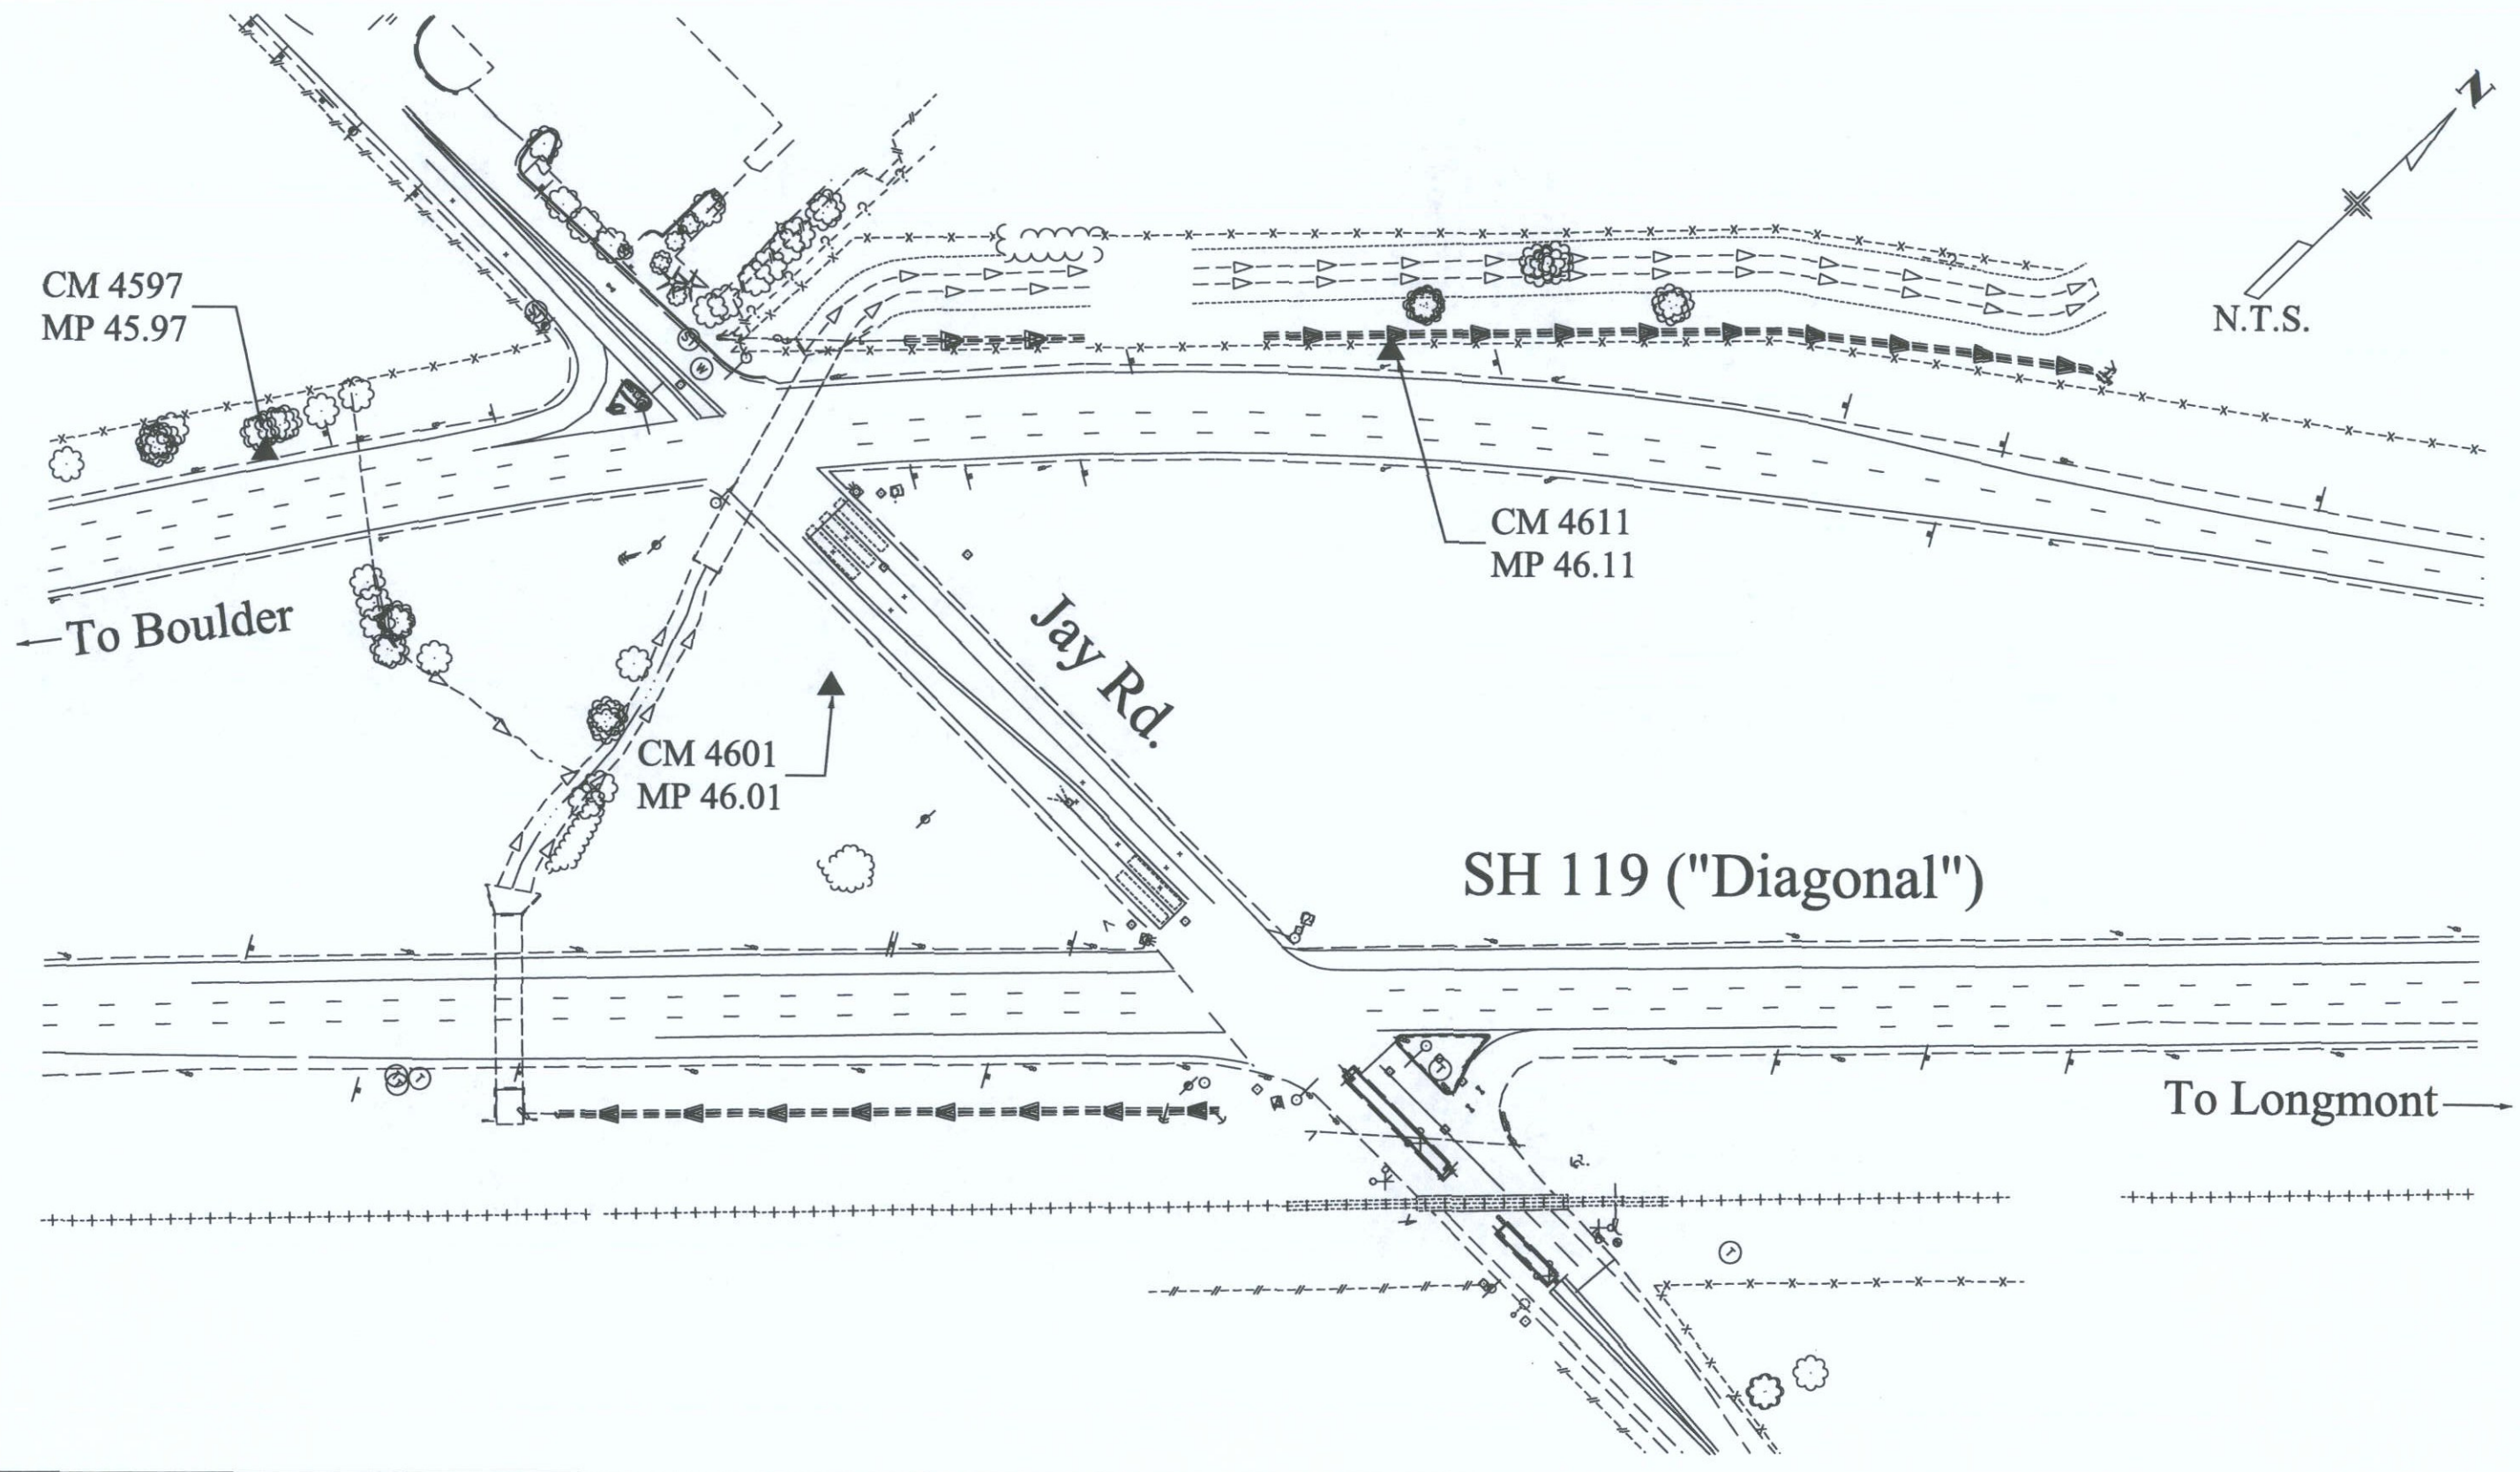 N
N.T.S.
CM 4597
MP 45.97
CM 4611
MP 46.11
To Boulder
Jay Rd.
CM 4601
MP 46.01
SH 119 ("Diagonal")
To Longmont
W
T
T
T
T